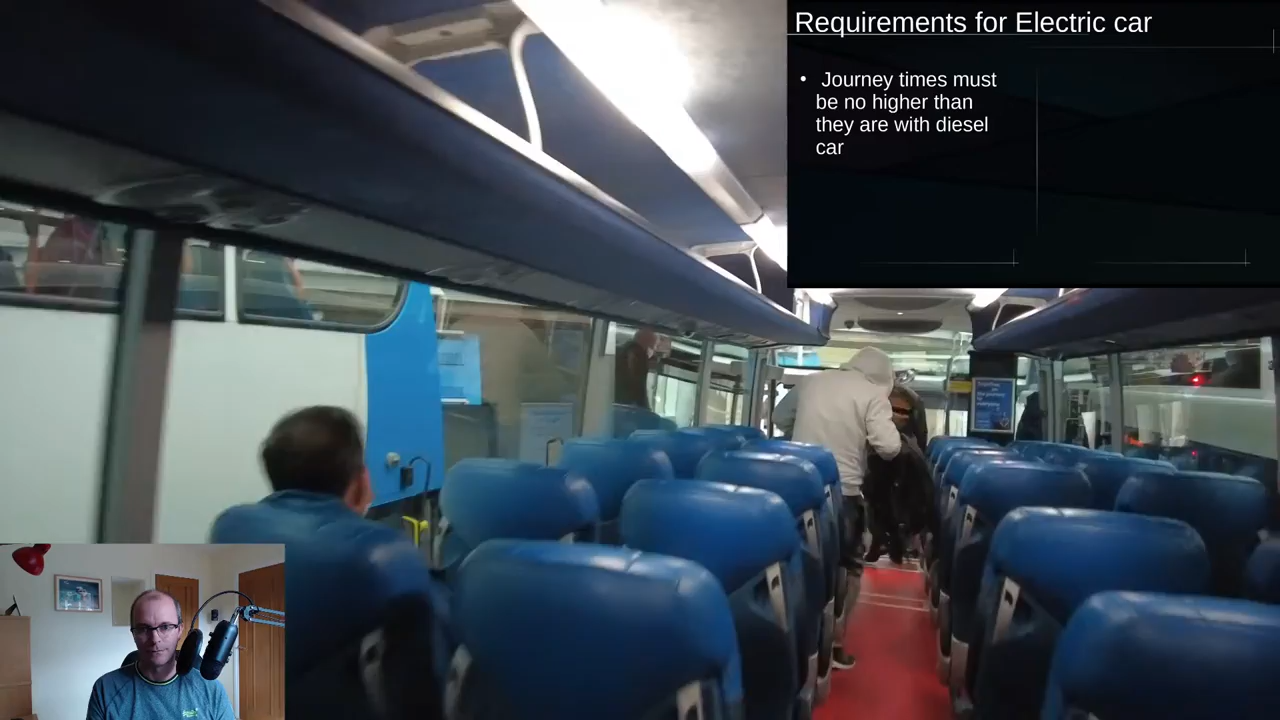 Requirements for Electric car
• Journey times must
be no higher than
they are with diesel
car